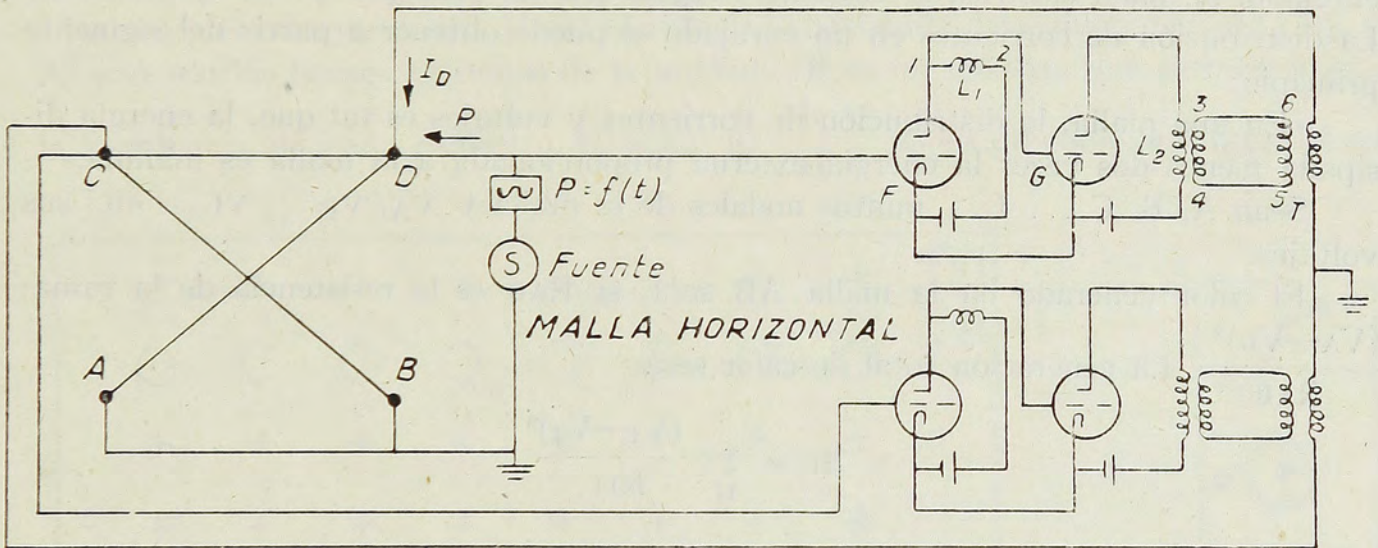 I_D
P
1 2
L_1
3 6
C D
L_2
F G
4 5 T
P=f(t)
S Fuente
MALLA HORIZONTAL
A B